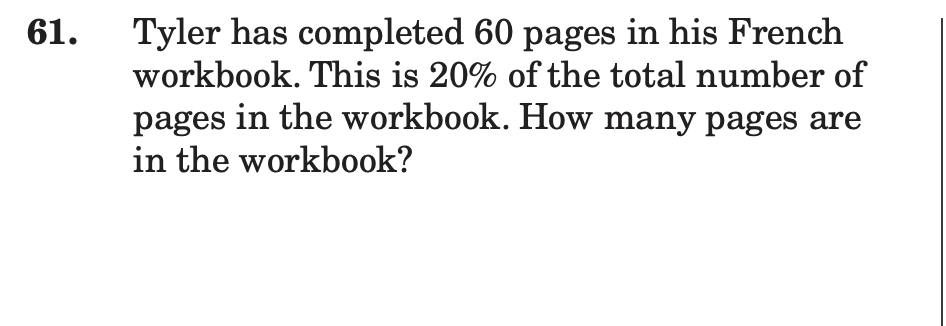 61. Tyler has completed 60 pages in his French
workbook. This is 20% of the total number of
pages in the workbook. How many pages are
in the workbook?